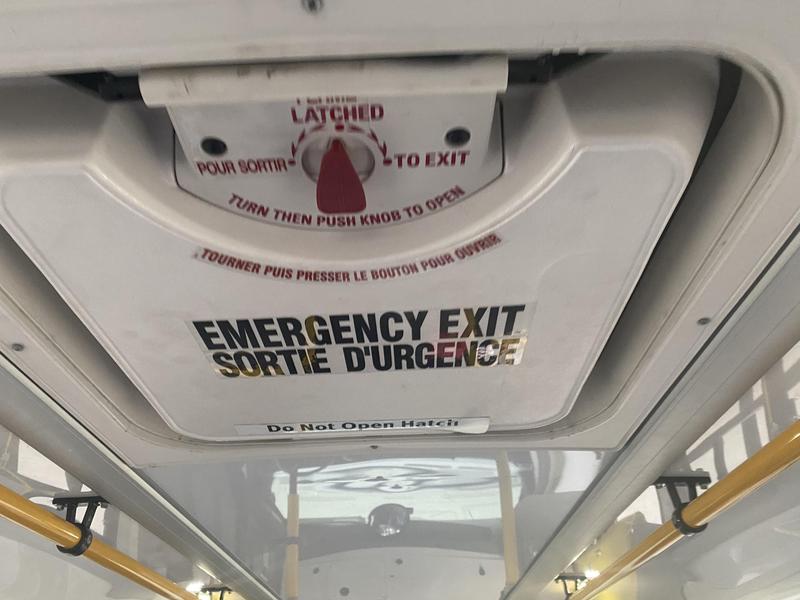 LATCHED
POUR SORTIR
TO EXIT
TURN THEN PUSH KNOB TO OPEN
TOURNER PUIS PRESSER LE BOUTON POUR OUVRIR
EMERGENCY EXIT
SORTIE D'URGENCE
Do Not Open Hatch